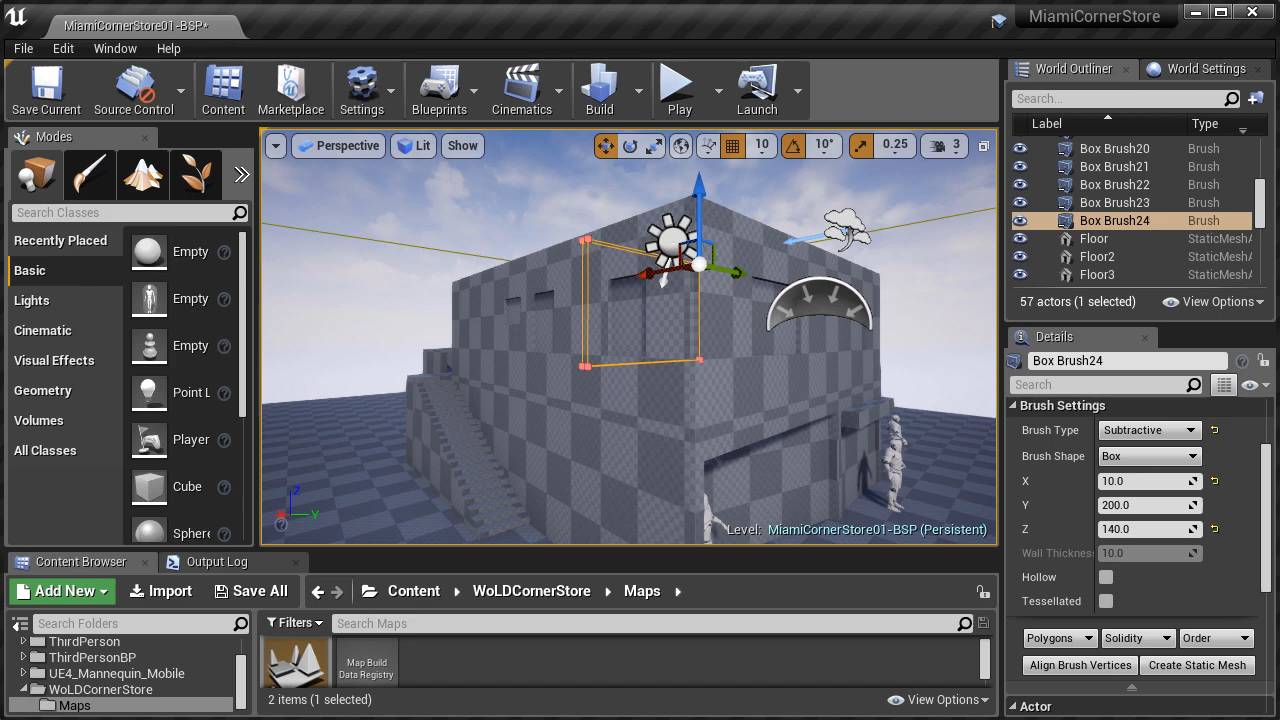 MiamiCornerStore01-BSP*
MiamiCornerStore
File Edit Window Help
Save Current
Source Control
Content
Marketplace
Settings
Blueprints
Cinematics
Build
Play
Launch
Modes
Search Classes
Recently Placed
Basic
Lights
Cinematic
Visual Effects
Geometry
Volumes
All Classes
Empty
Empty
Empty
Point L
Player
Cube
Sphere
Perspective
Lit
Show
10
10°
0.25
3
Z
X
Y
Level: MiamiCornerStore01-BSP (Persistent)
World Outliner
World Settings
Search...
Label Type
Box Brush20 Brush
Box Brush21 Brush
Box Brush22 Brush
Box Brush23 Brush
Box Brush24 Brush
Floor StaticMeshA
Floor2 StaticMeshA
Floor3 StaticMeshA
57 actors (1 selected)
View Options
Details
Box Brush24
Search
Brush Settings
Brush Type Subtractive
Brush Shape Box
X 10.0
Y 200.0
Z 140.0
Wall Thickness 10.0
Hollow
Tessellated
Polygons Solidity Order
Align Brush Vertices Create Static Mesh
Actor
Content Browser
Output Log
Add New Import Save All Content WoLDCornerStore Maps
Search Folders
ThirdPerson
ThirdPersonBP
UE4_Mannequin_Mobile
WoLDCornerStore
Maps
Filters
Search Maps
Map Build
Data Registry
2 items (1 selected)
View Options